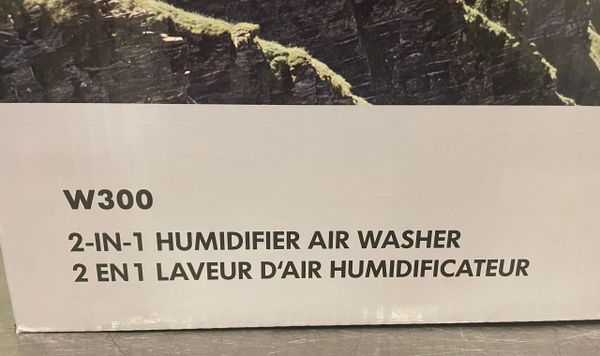 W300
2-IN-1 HUMIDIFIER AIR WASHER
2 EN 1 LAVEUR D'AIR HUMIDIFICATEUR